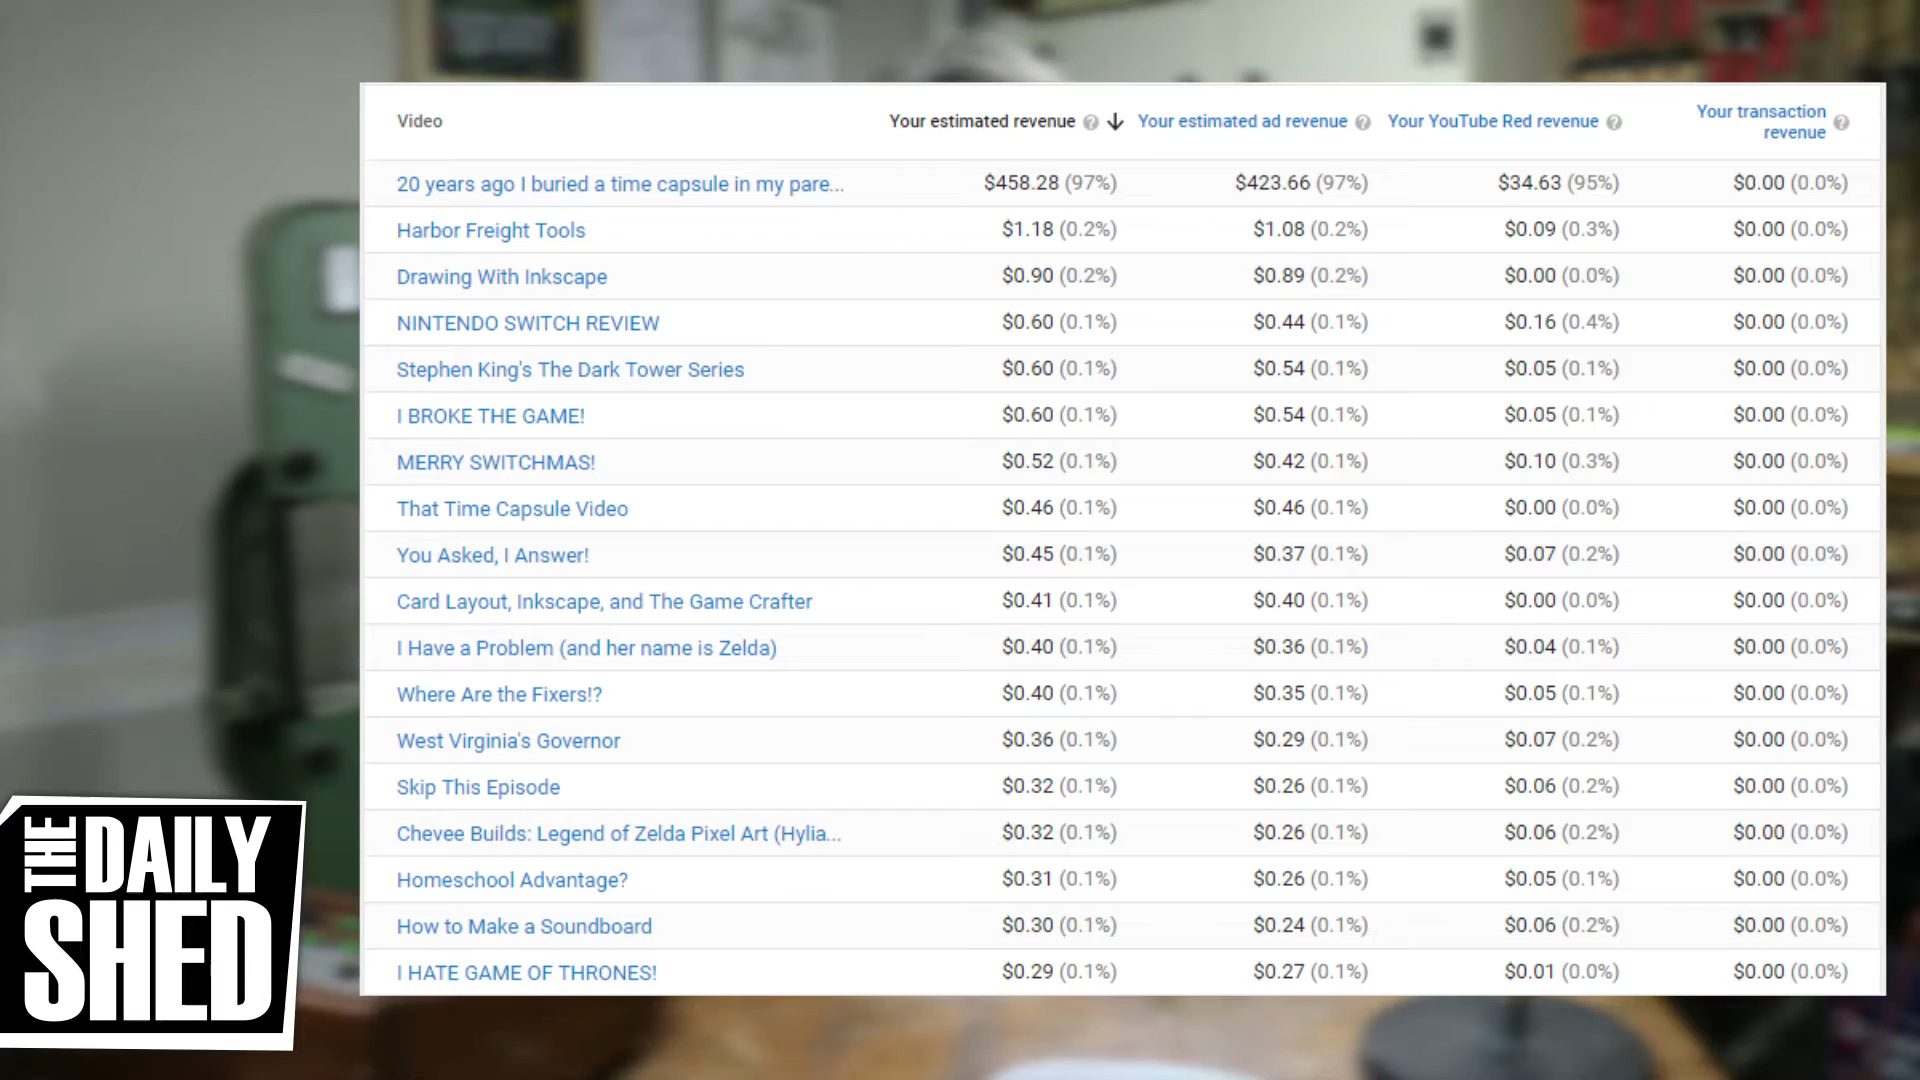 Video Your estimated revenue ? ↓ Your estimated ad revenue ? Your YouTube Red revenue ? Your transaction
revenue ?
20 years ago I buried a time capsule in my pare... $458.28 (97%) $423.66 (97%) $34.63 (95%) $0.00 (0.0%)
Harbor Freight Tools $1.18 (0.2%) $1.08 (0.2%) $0.09 (0.3%) $0.00 (0.0%)
Drawing With Inkscape $0.90 (0.2%) $0.89 (0.2%) $0.00 (0.0%) $0.00 (0.0%)
NINTENDO SWITCH REVIEW $0.60 (0.1%) $0.44 (0.1%) $0.16 (0.4%) $0.00 (0.0%)
Stephen King's The Dark Tower Series $0.60 (0.1%) $0.54 (0.1%) $0.05 (0.1%) $0.00 (0.0%)
I BROKE THE GAME! $0.60 (0.1%) $0.54 (0.1%) $0.05 (0.1%) $0.00 (0.0%)
MERRY SWITCHMAS! $0.52 (0.1%) $0.42 (0.1%) $0.10 (0.3%) $0.00 (0.0%)
That Time Capsule Video $0.46 (0.1%) $0.46 (0.1%) $0.00 (0.0%) $0.00 (0.0%)
You Asked, I Answer! $0.45 (0.1%) $0.37 (0.1%) $0.07 (0.2%) $0.00 (0.0%)
Card Layout, Inkscape, and The Game Crafter $0.41 (0.1%) $0.40 (0.1%) $0.00 (0.0%) $0.00 (0.0%)
I Have a Problem (and her name is Zelda) $0.40 (0.1%) $0.36 (0.1%) $0.04 (0.1%) $0.00 (0.0%)
Where Are the Fixers!? $0.40 (0.1%) $0.35 (0.1%) $0.05 (0.1%) $0.00 (0.0%)
West Virginia's Governor $0.36 (0.1%) $0.29 (0.1%) $0.07 (0.2%) $0.00 (0.0%)
Skip This Episode $0.32 (0.1%) $0.26 (0.1%) $0.06 (0.2%) $0.00 (0.0%)
Chevee Builds: Legend of Zelda Pixel Art (Hylia... $0.32 (0.1%) $0.26 (0.1%) $0.06 (0.2%) $0.00 (0.0%)
Homeschool Advantage? $0.31 (0.1%) $0.26 (0.1%) $0.05 (0.1%) $0.00 (0.0%)
How to Make a Soundboard $0.30 (0.1%) $0.24 (0.1%) $0.06 (0.2%) $0.00 (0.0%)
I HATE GAME OF THRONES! $0.29 (0.1%) $0.27 (0.1%) $0.01 (0.0%) $0.00 (0.0%)
THE DAILY
SHED